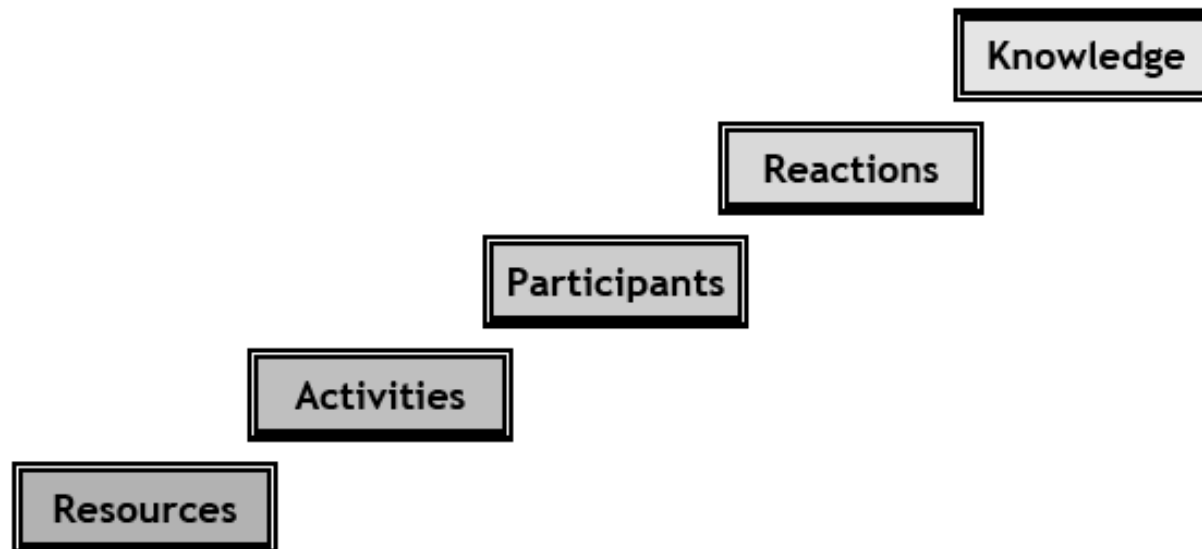 Knowledge
Reactions
Participants
Activities
Resources